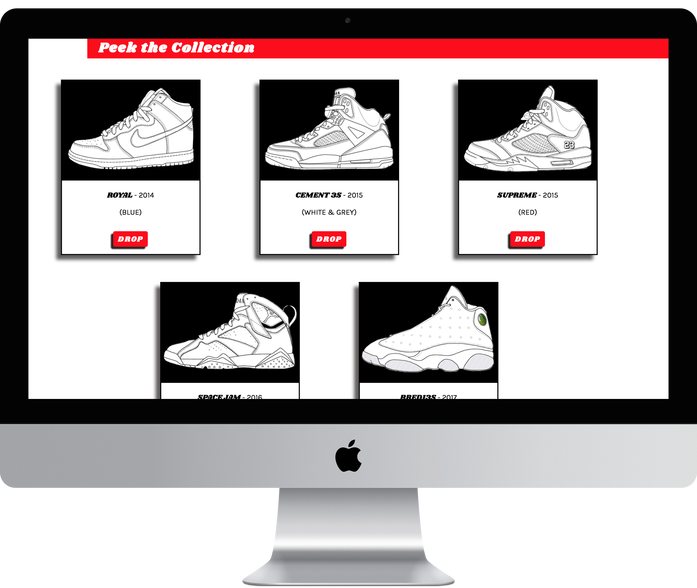 Peek the Collection
ROYAL - 2014
(BLUE)
DROP
CEMENT 3S - 2015
(WHITE & GREY)
DROP
SUPREME - 2015
(RED)
DROP
23
SPACE JAM - 2016
BRED13S - 2017